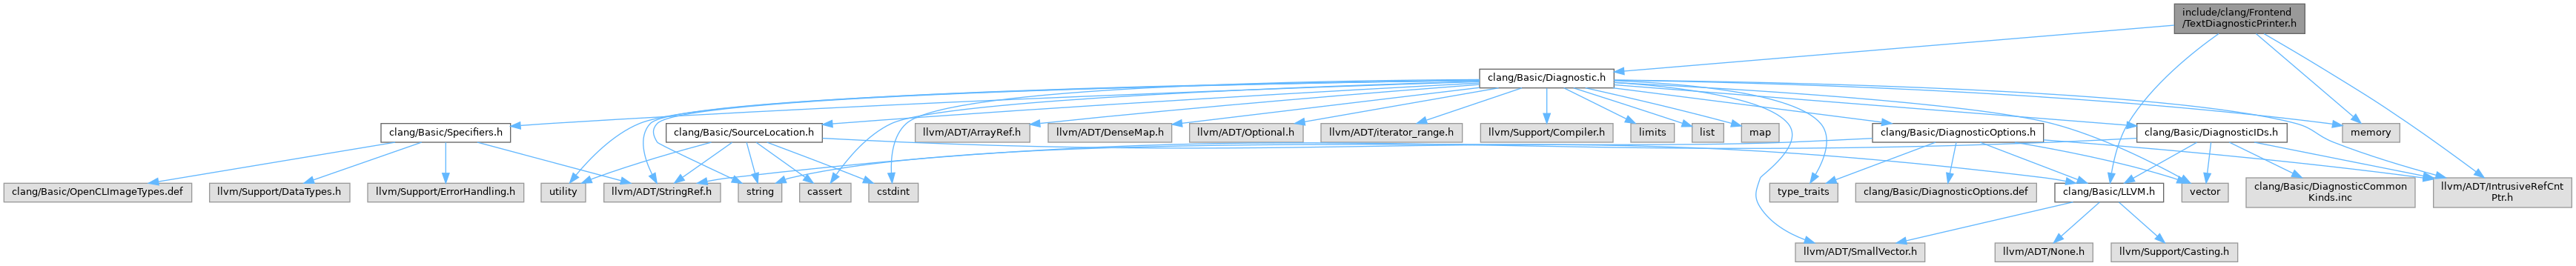 include/clang/Frontend
/TextDiagnosticPrinter.h
clang/Basic/Diagnostic.h
clang/Basic/Specifiers.h
clang/Basic/SourceLocation.h
llvm/ADT/ArrayRef.h
llvm/ADT/DenseMap.h
llvm/ADT/Optional.h
llvm/ADT/iterator_range.h
llvm/Support/Compiler.h
limits
list
map
clang/Basic/DiagnosticOptions.h
clang/Basic/DiagnosticIDs.h
memory
clang/Basic/OpenCLImageTypes.def
llvm/Support/DataTypes.h
llvm/Support/ErrorHandling.h
utility
llvm/ADT/StringRef.h
string
cassert
cstdint
type_traits
clang/Basic/DiagnosticOptions.def
clang/Basic/LLVM.h
vector
clang/Basic/DiagnosticCommon
Kinds.inc
llvm/ADT/IntrusiveRefCnt
Ptr.h
llvm/ADT/SmallVector.h
llvm/ADT/None.h
llvm/Support/Casting.h